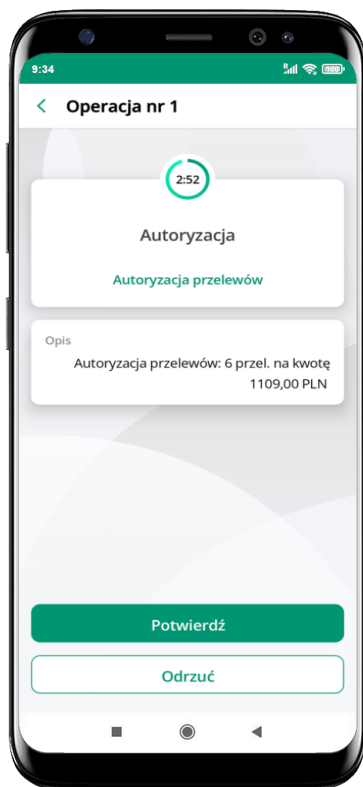 9:34
Operacja nr 1
2:52
Autoryzacja
Autoryzacja przelewów
Opis
Autoryzacja przelewów: 6 przel. na kwotę
1109,00 PLN
Potwierdź
Odrzuć